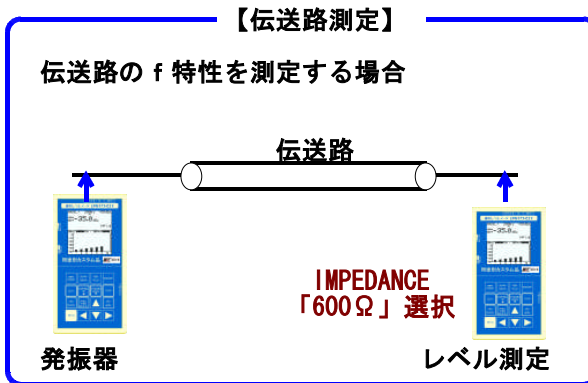 【伝送路測定】
伝送路のf特性を測定する場合
伝送路
IMPEDANCE
「600Ω」選択
発振器
レベル測定